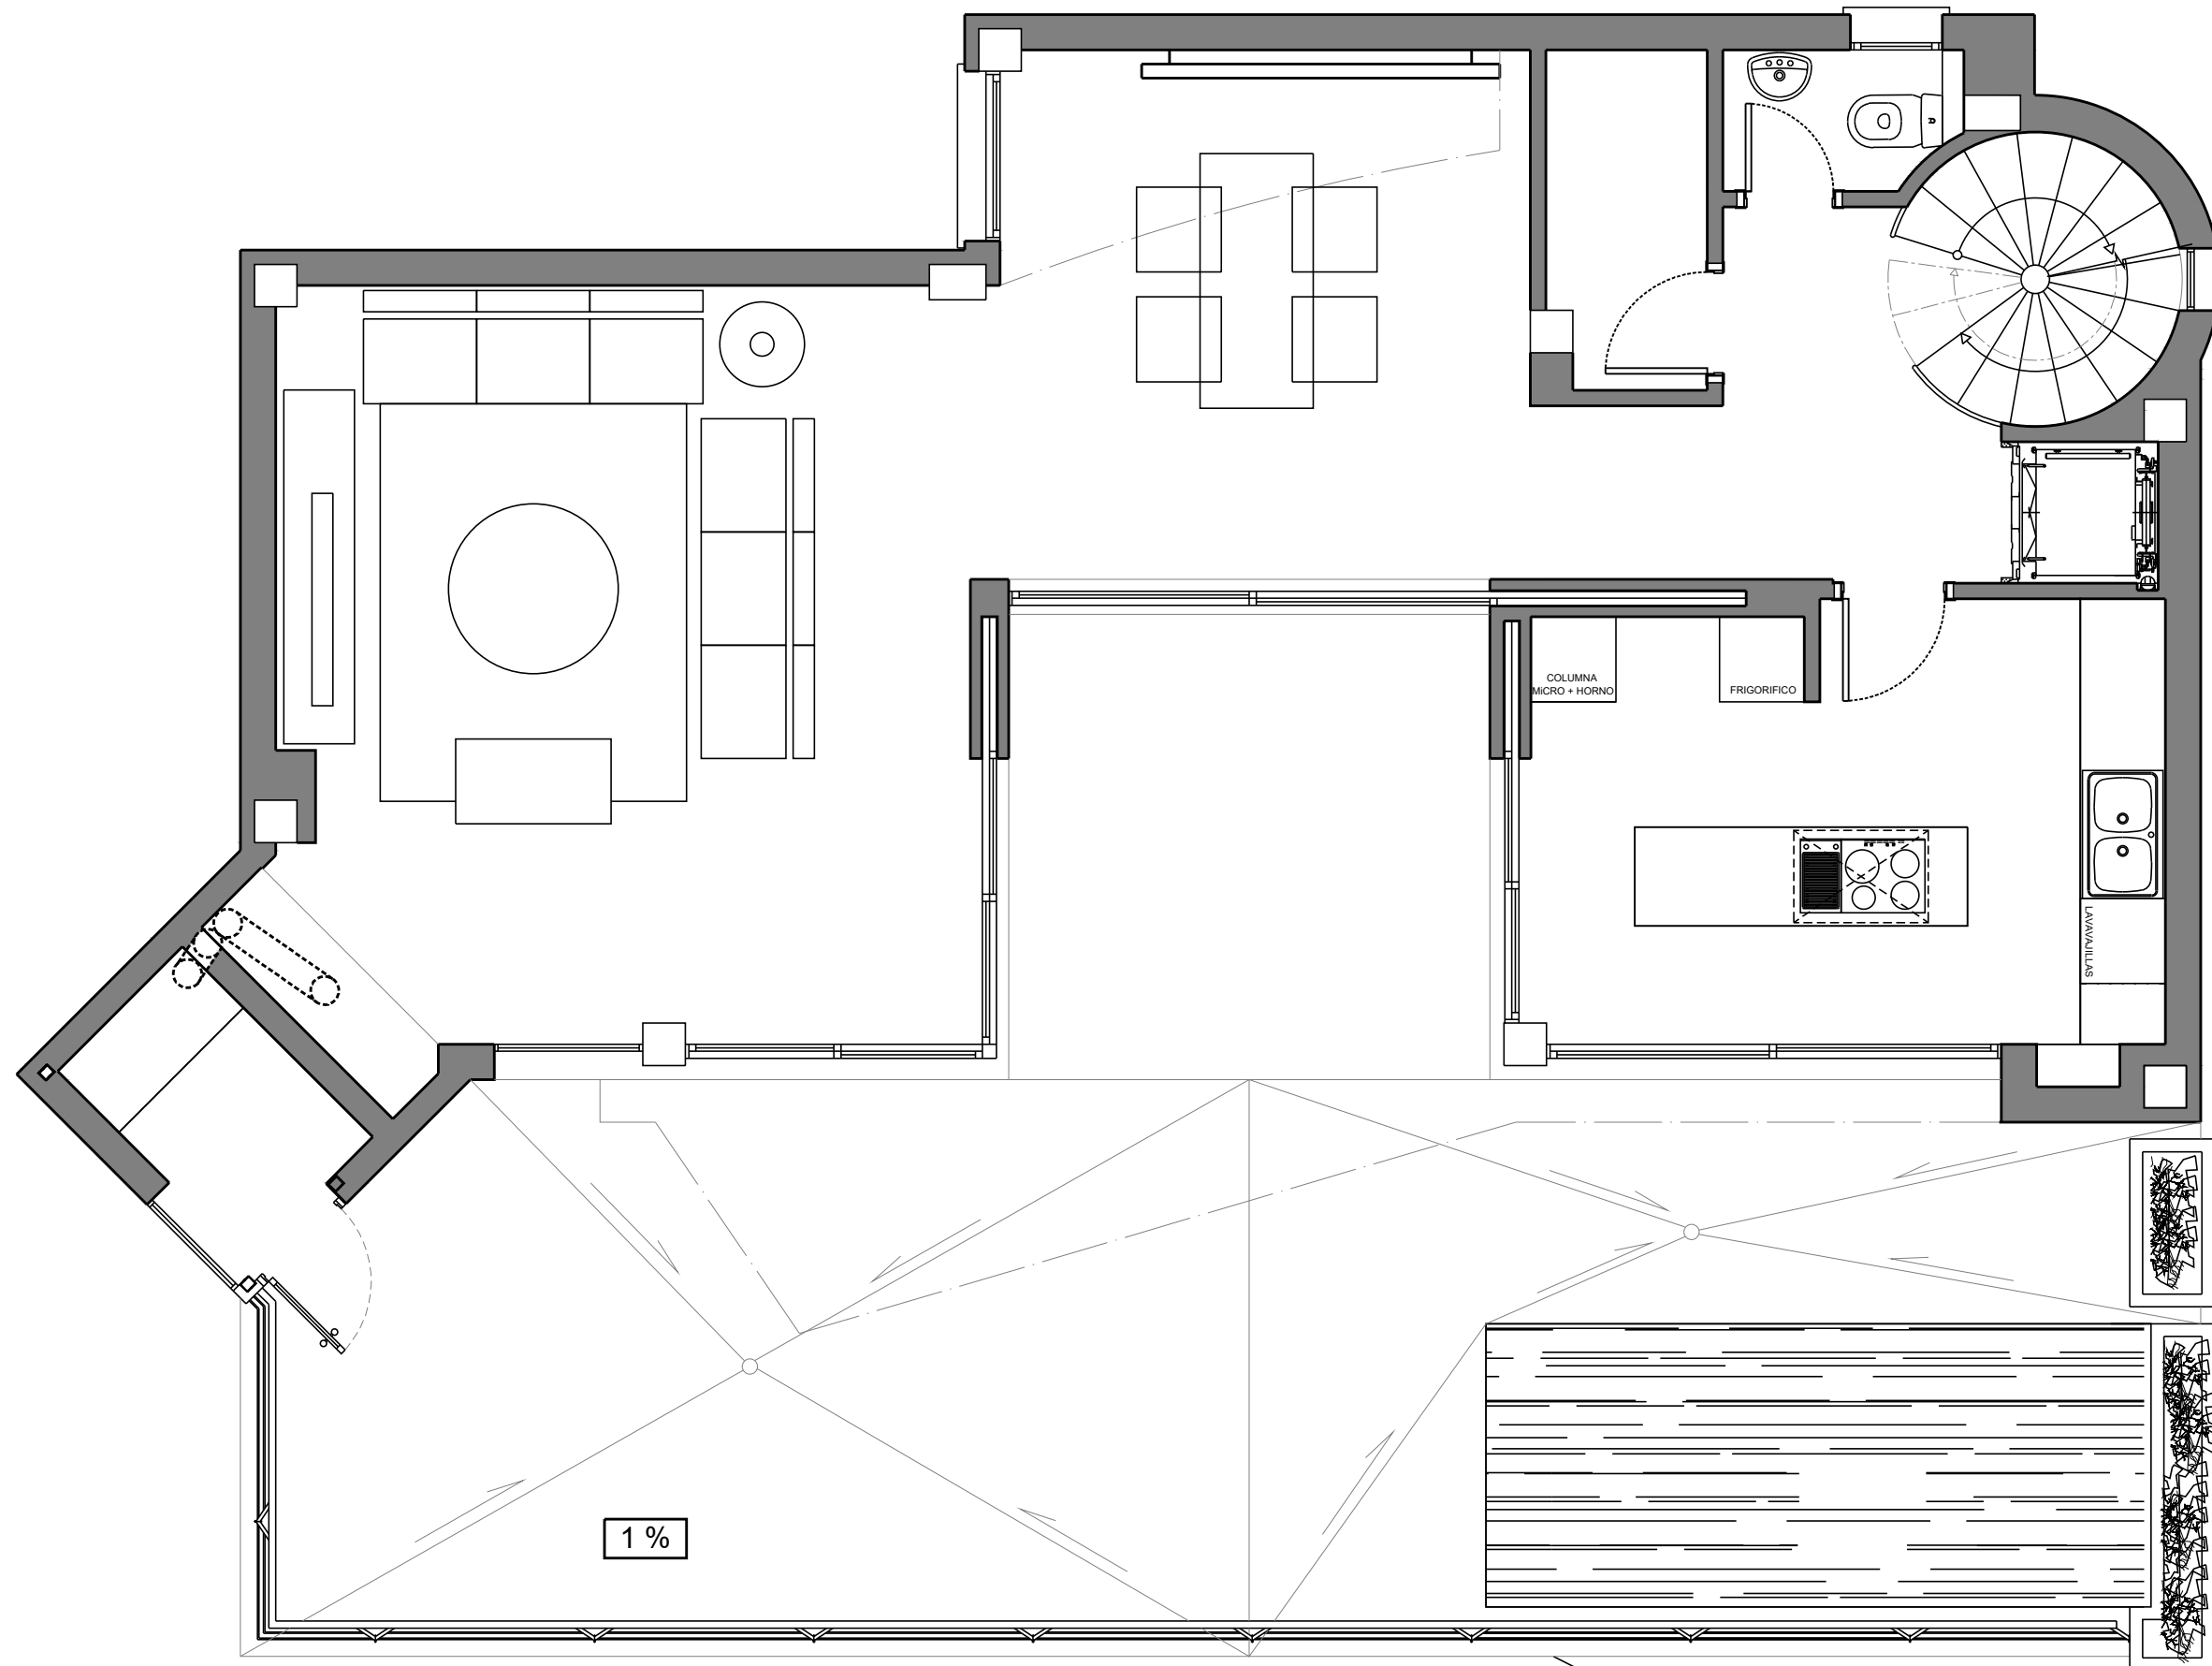 COLUMNA
MiCRO + HORNO
FRIGORIFICO
LAVAVAJILLAS
1 %